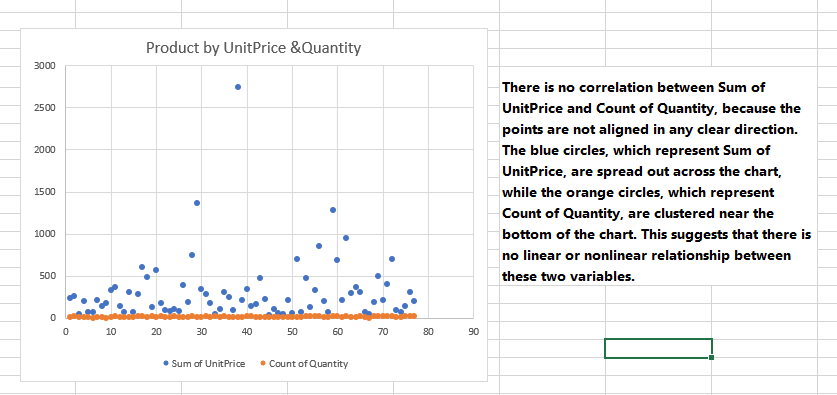 Product by UnitPrice &Quantity
3000
2500
2000
1500
1000
500
0
0 10 20 30 40 50 60 70 80 90
Sum of UnitPrice Count of Quantity
There is no correlation between Sum of
UnitPrice and Count of Quantity, because the
points are not aligned in any clear direction.
The blue circles, which represent Sum of
UnitPrice, are spread out across the chart,
while the orange circles, which represent
Count of Quantity, are clustered near the
bottom of the chart. This suggests that there is
no linear or nonlinear relationship between
these two variables.